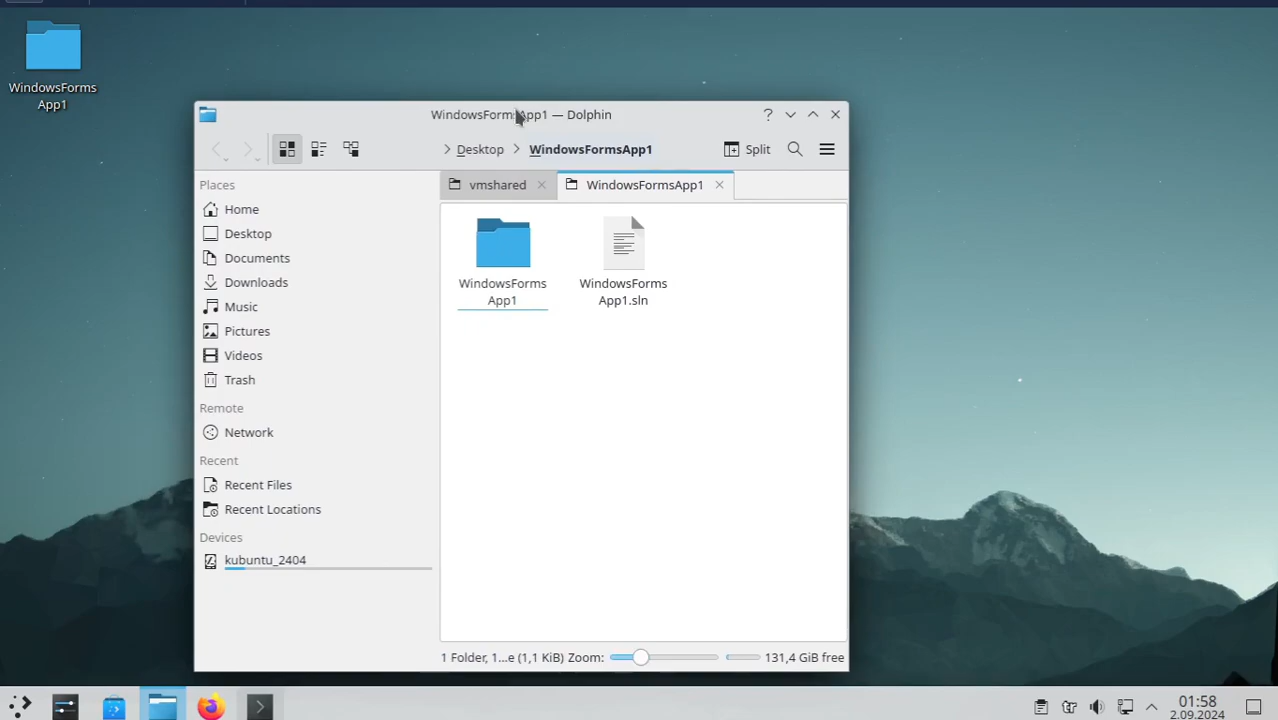 WindowsForms
App1
WindowsFormsApp1 — Dolphin
Desktop
WindowsFormsApp1
Split
Places
vmshared
WindowsFormsApp1
Home
Desktop
Documents
Downloads
Music
Pictures
Videos
Trash
Remote
Network
Recent
Recent Files
Recent Locations
Devices
kubuntu_2404
WindowsForms
App1
WindowsForms
App1.sln
1 Folder, 1...e (1,1 KiB) Zoom:
131,4 GiB free
01:58
2.09.2024